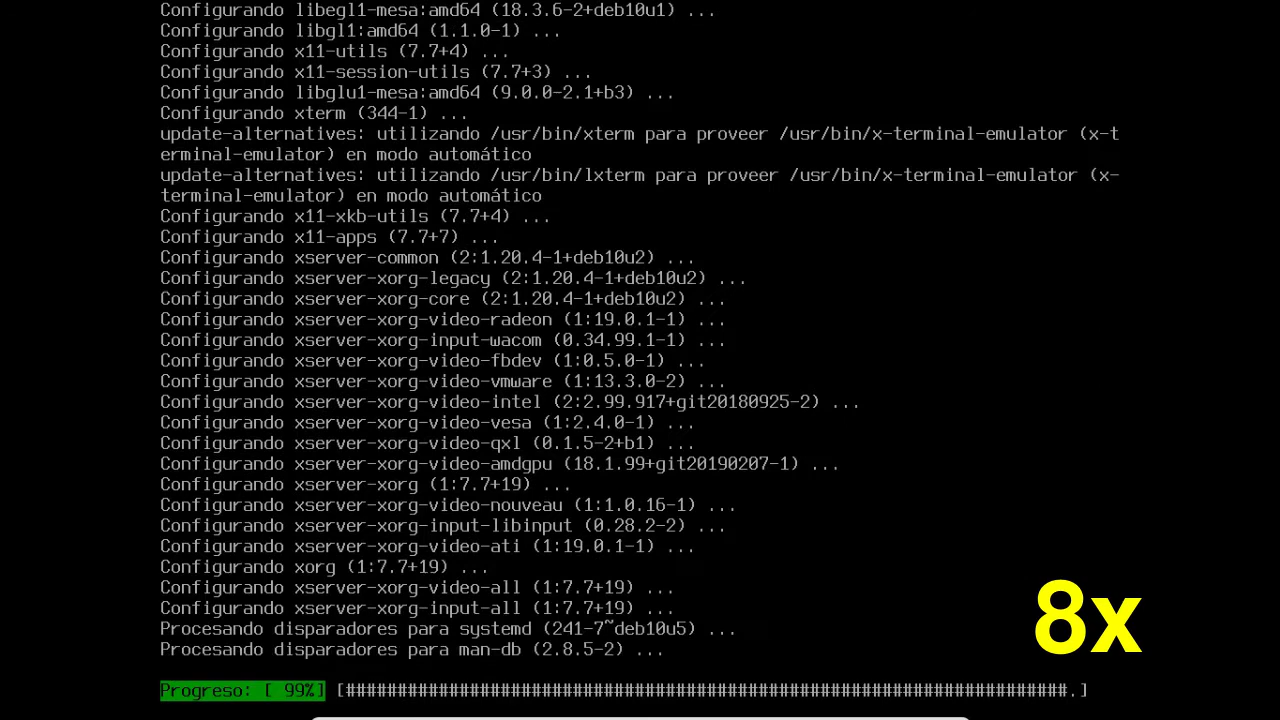 Configurando libegl1-mesa:amd64 (18.3.6-2+deb10u1) ...
Configurando libgl1:amd64 (1.1.0-1) ...
Configurando x11-utils (7.7+4) ...
Configurando x11-session-utils (7.7+3) ...
Configurando libglu1-mesa:amd64 (9.0.0-2.1+b3) ...
Configurando xterm (344-1) ...
update-alternatives: utilizando /usr/bin/xterm para proveer /usr/bin/x-terminal-emulator (x-t
erminal-emulator) en modo automático
update-alternatives: utilizando /usr/bin/lxterm para proveer /usr/bin/x-terminal-emulator (x-
terminal-emulator) en modo automático
Configurando x11-xkb-utils (7.7+4) ...
Configurando x11-apps (7.7+7) ...
Configurando xserver-common (2:1.20.4-1+deb10u2) ...
Configurando xserver-xorg-legacy (2:1.20.4-1+deb10u2) ...
Configurando xserver-xorg-core (2:1.20.4-1+deb10u2) ...
Configurando xserver-xorg-video-radeon (1:19.0.1-1) ...
Configurando xserver-xorg-input-wacom (0.34.99.1-1) ...
Configurando xserver-xorg-video-fbdev (1:0.5.0-1) ...
Configurando xserver-xorg-video-vmware (1:13.3.0-2) ...
Configurando xserver-xorg-video-intel (2:2.99.917+git20180925-2) ...
Configurando xserver-xorg-video-vesa (1:2.4.0-1) ...
Configurando xserver-xorg-video-qxl (0.1.5-2+b1) ...
Configurando xserver-xorg-video-amdgpu (18.1.99+git20190207-1) ...
Configurando xserver-xorg (1:7.7+19) ...
Configurando xserver-xorg-video-nouveau (1:1.0.16-1) ...
Configurando xserver-xorg-input-libinput (0.28.2-2) ...
Configurando xserver-xorg-video-ati (1:19.0.1-1) ...
Configurando xorg (1:7.7+19) ...
Configurando xserver-xorg-video-all (1:7.7+19) ...
Configurando xserver-xorg-input-all (1:7.7+19) ...
Procesando disparadores para systemd (241-7~deb10u5) ...
Procesando disparadores para man-db (2.8.5-2) ...
8x
Progreso: [ 99%] [######################################################################.]